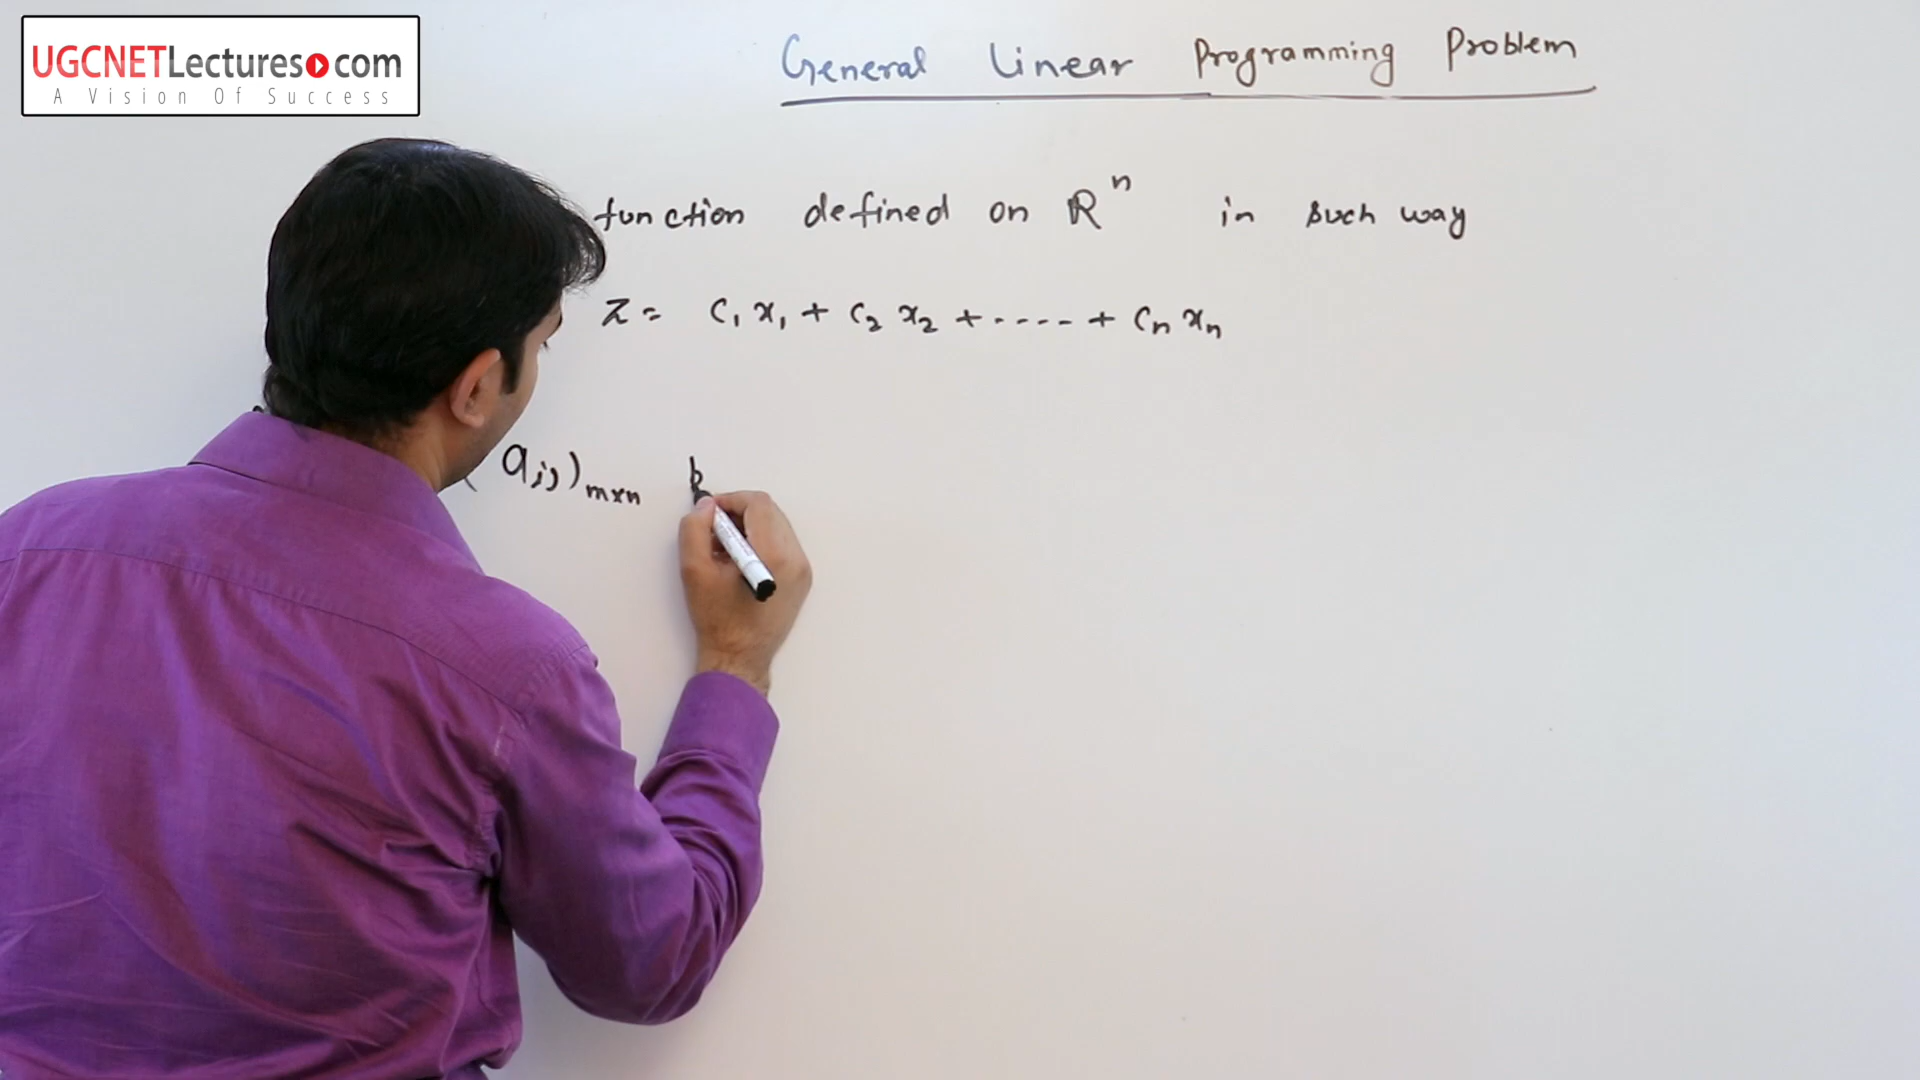 UGCNETLectures.com
A Vision Of Success
General Linear Programming Problem
function defined on R^n in such way
Z = C₁ x₁ + C₂ x₂ + ..... + Cn xn
( aij)m×n b